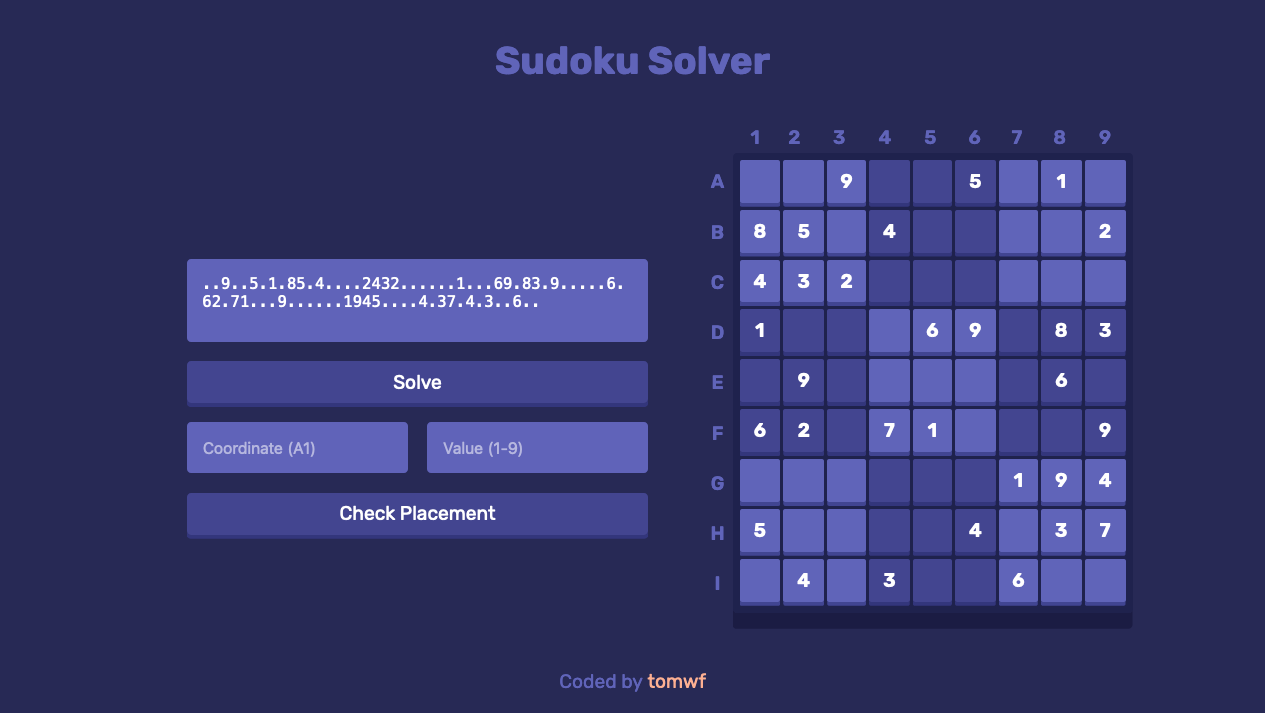 Sudoku Solver
1 2 3 4 5 6 7 8 9
A 9 5 1
B 8 5 4 2
C 4 3 2
D 1 6 9 8 3
E 9 6
F 6 2 7 1 9
G 1 9 4
H 5 4 3 7
I 4 3 6
..9..5.1.85.4....2432......1...69.83.9.....6.
62.71...9......1945....4.37.4.3..6..
Solve
Coordinate (A1) Value (1-9)
Check Placement
Coded by tomwf